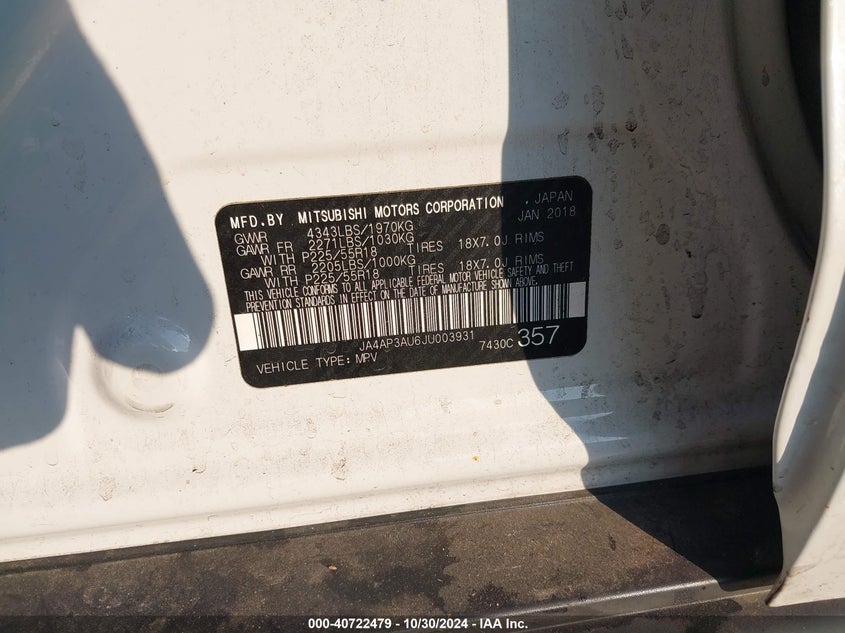 MFD. BY MITSUBISHI MOTORS CORPORATION , JAPAN
GVWR 4343LBS/1970KG JAN 2018
GAWR FR 2271LBS/1030KG
WITH P225/55R18 TIRES 18X7.0J RIMS
GAWR RR 2205LBS/1000KG
WITH P225/55R18 TIRES 18X7.0J RIMS
THIS VEHICLE CONFORMS TO ALL APPLICABLE FEDERAL MOTOR VEHICLE SAFETY AND THEFT
PREVENTION STANDARDS IN EFFECT ON THE DATE OF MANUFACTURE SHOWN ABOVE.
JA4AP3AU6JU003931
VEHICLE TYPE: MPV 7430C 357
000-40722479 - 10/30/2024 - IAA Inc.